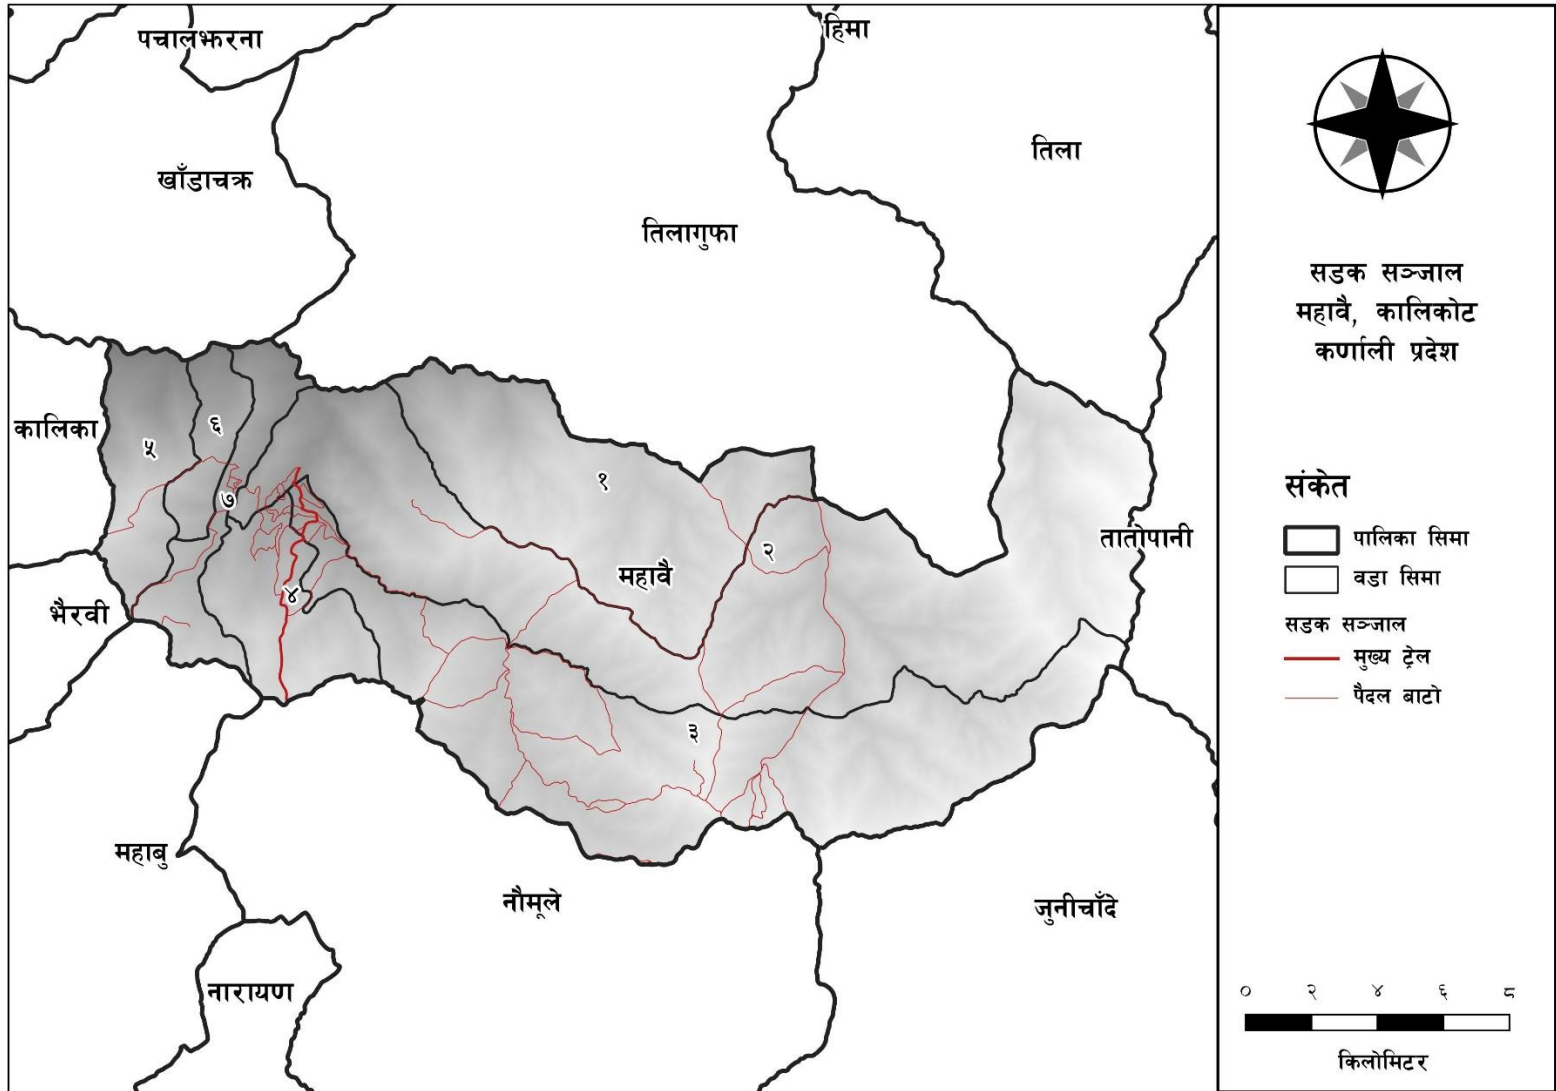 पचालझरना
हिमा
तिला
खाँडाचक्र
तिलागुफा
कालिका
५
६
७
१
२
महावै
४
३
तातोपानी
भैरवी
महाबु
नौमूले
जुनीचाँदे
नारायण
सडक सञ्जाल
महावै, कालिकोट
कर्णाली प्रदेश
संकेत
पालिका सिमा
वडा सिमा
सडक सञ्जाल
मुख्य ट्रेल
पैदल बाटो
० २ ४ ६ ८
किलोमिटर